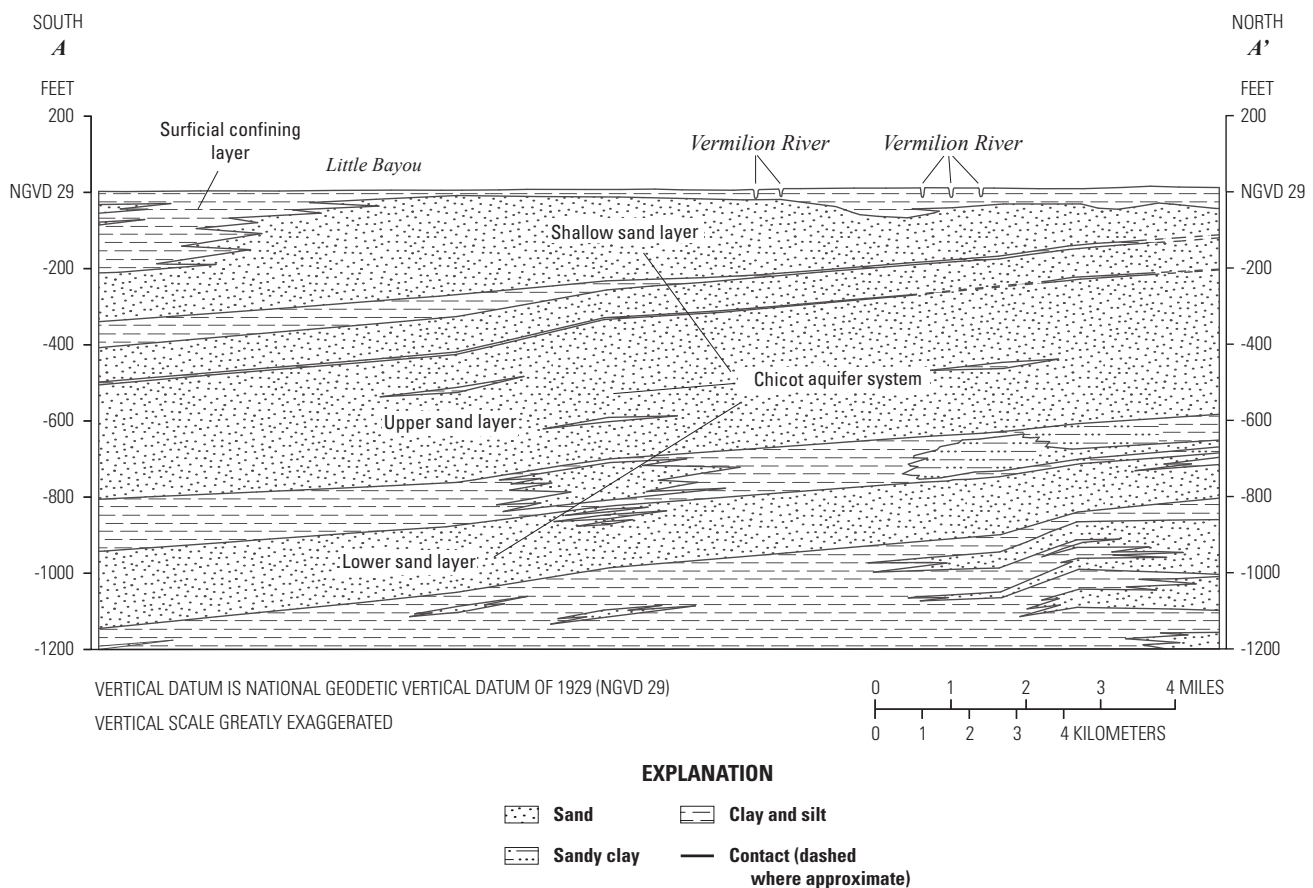 SOUTH
A
NORTH
A'
FEET
FEET
200
200
Surficial confining
layer
Little Bayou
Vermilion River
Vermilion River
NGVD 29
NGVD 29
Shallow sand layer
-200
-200
-400
-400
Chicot aquifer system
Upper sand layer
-600
-600
-800
-800
Lower sand layer
-1000
-1000
-1200
-1200
VERTICAL DATUM IS NATIONAL GEODETIC VERTICAL DATUM OF 1929 (NGVD 29)
VERTICAL SCALE GREATLY EXAGGERATED
0 1 2 3 4 MILES
0 1 2 3 4 KILOMETERS
EXPLANATION
Sand
Clay and silt
Sandy clay
Contact (dashed
where approximate)